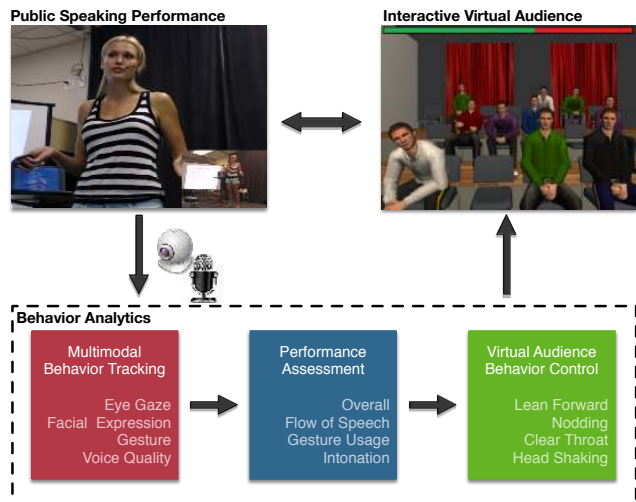 Public Speaking Performance
Interactive Virtual Audience
Behavior Analytics
Multimodal
Behavior Tracking
Eye Gaze
Facial Expression
Gesture
Voice Quality
Performance
Assessment
Overall
Flow of Speech
Gesture Usage
Intonation
Virtual Audience
Behavior Control
Lean Forward
Nodding
Clear Throat
Head Shaking